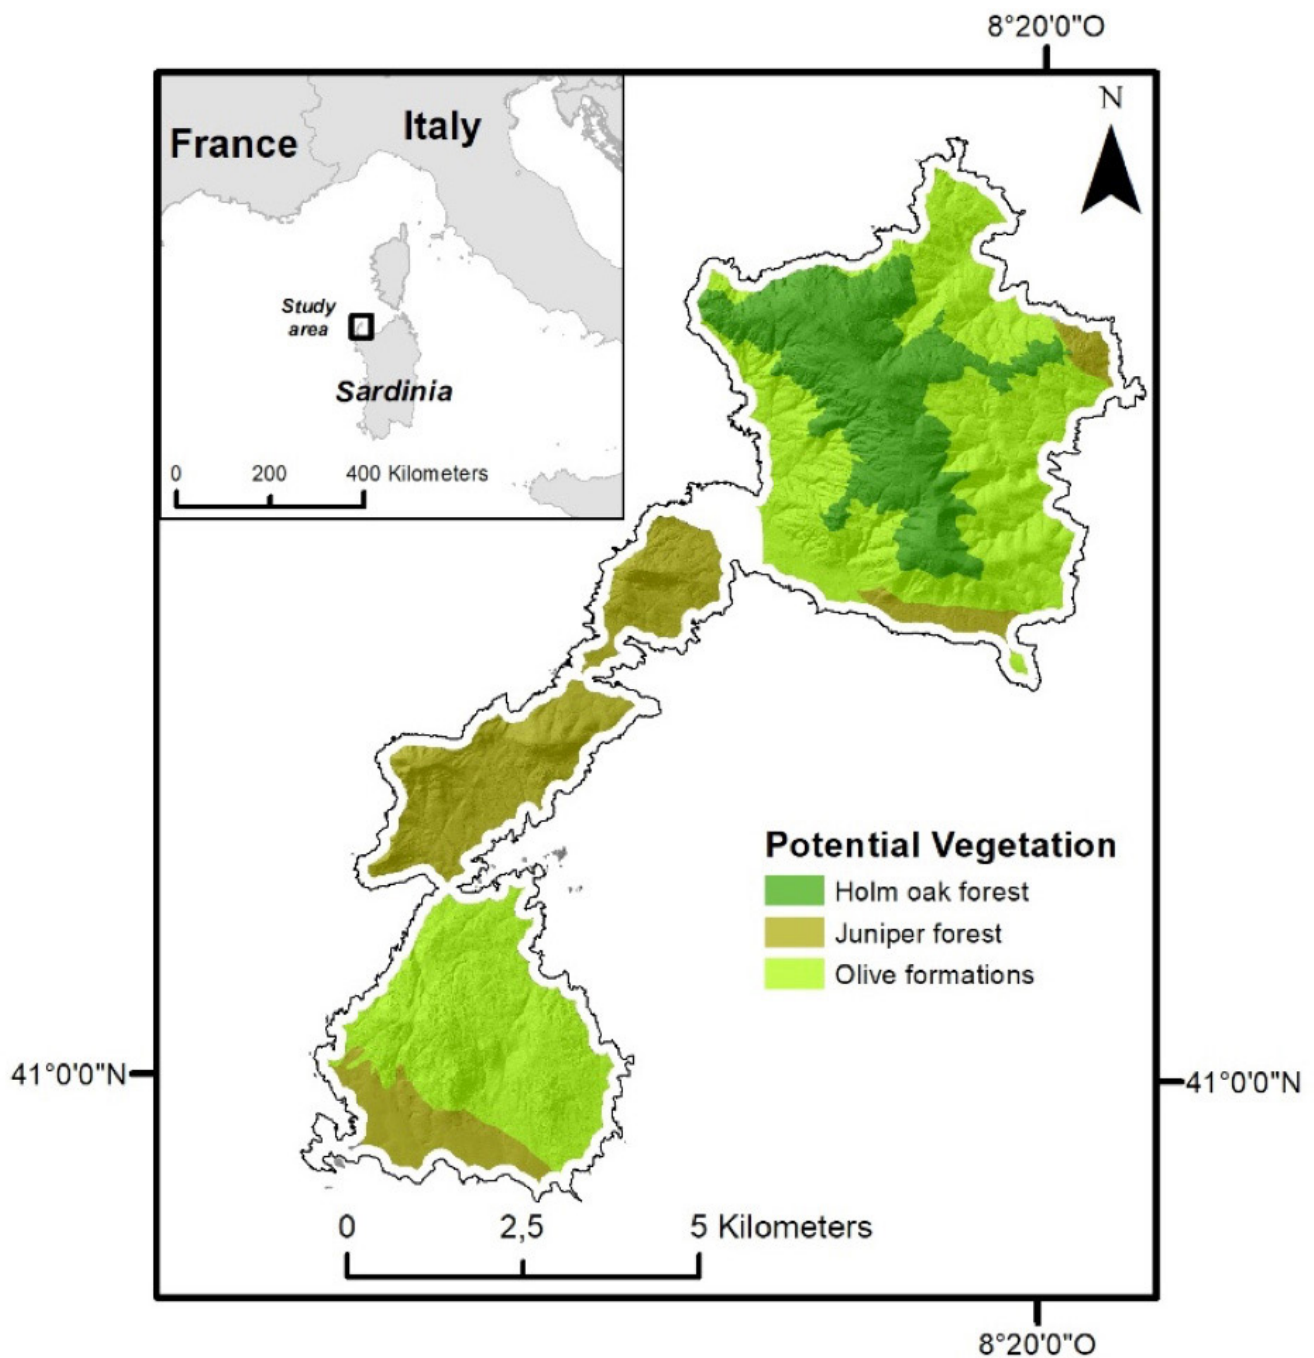 8°20'0"O
N
France
Italy
Study
area
Sardinia
0 200 400 Kilometers
Potential Vegetation
Holm oak forest
Juniper forest
Olive formations
41°0'0"N
41°0'0"N
0 2,5 5 Kilometers
8°20'0"O